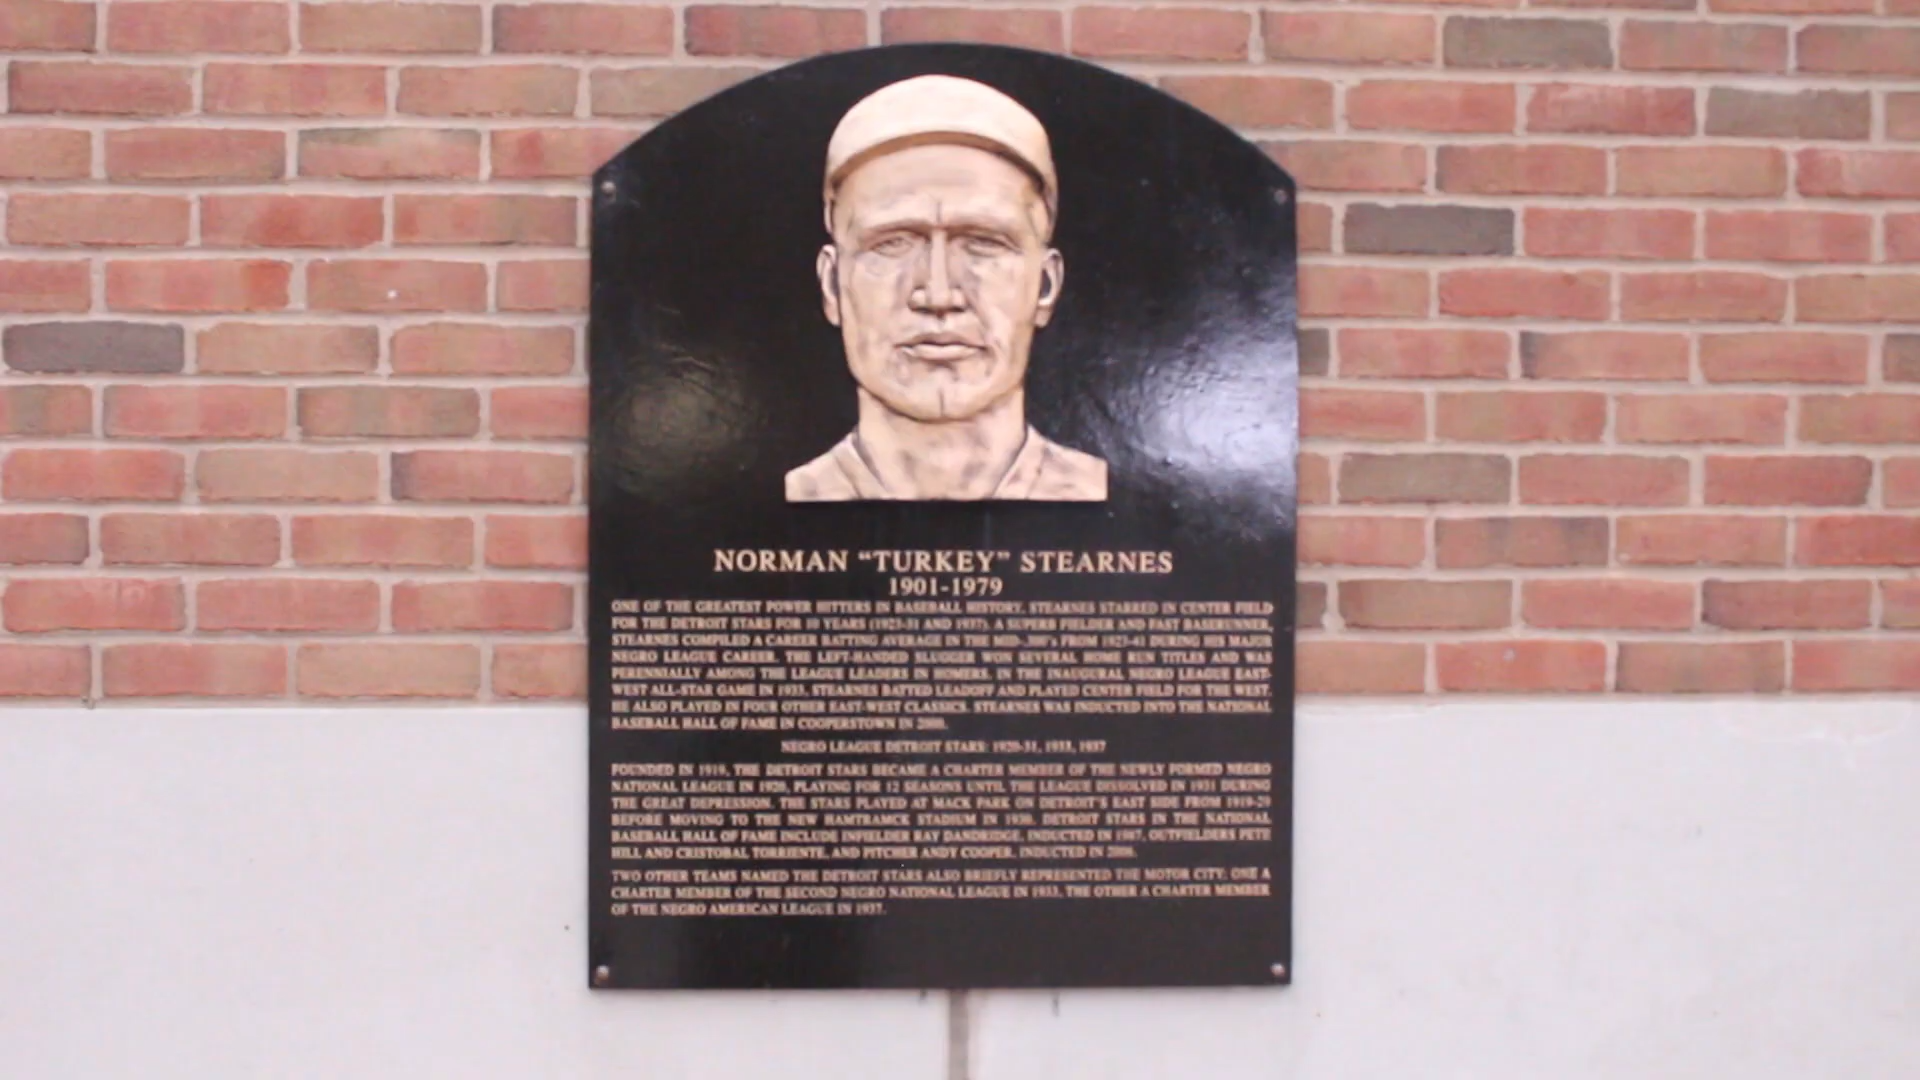 NORMAN “TURKEY” STEARNES
1901-1979
ONE OF THE GREATEST POWER HITTERS IN BASEBALL HISTORY, STEARNES STARRED IN CENTER FIELD
FOR THE DETROIT STARS FOR 10 YEARS (1923-31 AND 1937). A SUPERB FIELDER AND FAST BASERUNNER,
STEARNES COMPILED A CAREER BATTING AVERAGE IN THE MID-.300's FROM 1923-41 DURING HIS MAJOR
NEGRO LEAGUE CAREER. THE LEFT-HANDED SLUGGER WON SEVERAL HOME RUN TITLES AND WAS
PERENNIALLY AMONG THE LEAGUE LEADERS IN HOMERS. IN THE INAUGURAL NEGRO LEAGUE EAST-
WEST ALL-STAR GAME IN 1933, STEARNES BATTED LEADOFF AND PLAYED CENTER FIELD FOR THE WEST.
HE ALSO PLAYED IN FOUR OTHER EAST-WEST CLASSICS. STEARNES WAS INDUCTED INTO THE NATIONAL
BASEBALL HALL OF FAME IN COOPERSTOWN IN 2000.
NEGRO LEAGUE DETROIT STARS: 1920-31, 1933, 1937
FOUNDED IN 1919, THE DETROIT STARS BECAME A CHARTER MEMBER OF THE NEWLY FORMED NEGRO
NATIONAL LEAGUE IN 1920, PLAYING FOR 12 SEASONS UNTIL THE LEAGUE DISSOLVED IN 1931 DURING
THE GREAT DEPRESSION. THE STARS PLAYED AT MACK PARK ON DETROIT'S EAST SIDE FROM 1919-29
BEFORE MOVING TO THE NEW HAMTRAMCK STADIUM IN 1930. DETROIT STARS IN THE NATIONAL
BASEBALL HALL OF FAME INCLUDE INFIELDER RAY DANDRIDGE, INDUCTED IN 1987, OUTFIELDERS PETE
HILL AND CRISTOBAL TORRIENTE, AND PITCHER ANDY COOPER, INDUCTED IN 2006.
TWO OTHER TEAMS NAMED THE DETROIT STARS ALSO BRIEFLY REPRESENTED THE MOTOR CITY. ONE A
CHARTER MEMBER OF THE SECOND NEGRO NATIONAL LEAGUE IN 1933, THE OTHER A CHARTER MEMBER
OF THE NEGRO AMERICAN LEAGUE IN 1937.